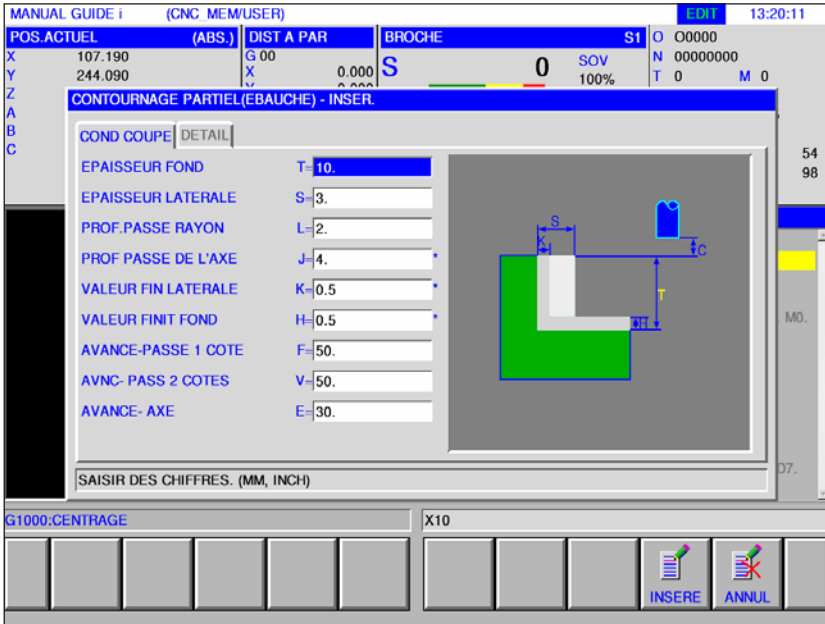 MANUAL GUIDE i (CNC_MEM/USER) EDIT 13:20:11
POS.ACTUEL (ABS.) DIST A PAR BROCHE S1 O O0000
X 107.190 G 00 S 0 SOV 100% N 00000000
Y 244.090 X 0.000 T 0 M 0
Z
A
B
C
54
98
CONTOURNAGE PARTIEL(EBAUCHE) - INSER.
COND COUPE DETAIL
EPAISSEUR FOND T=10.
EPAISSEUR LATERALE S=3.
PROF.PASSE RAYON L=2.
PROF PASSE DE L'AXE J=4. *
VALEUR FIN LATERALE K=0.5 *
VALEUR FINIT FOND H=0.5 *
AVANCE-PASSE 1 COTE F=50.
AVNC- PASS 2 COTES V=50.
AVANCE- AXE E=30.
S
K
C
T
H
M0.
D7.
SAISIR DES CHIFFRES. (MM, INCH)
G1000:CENTRAGE X10
INSERE ANNUL